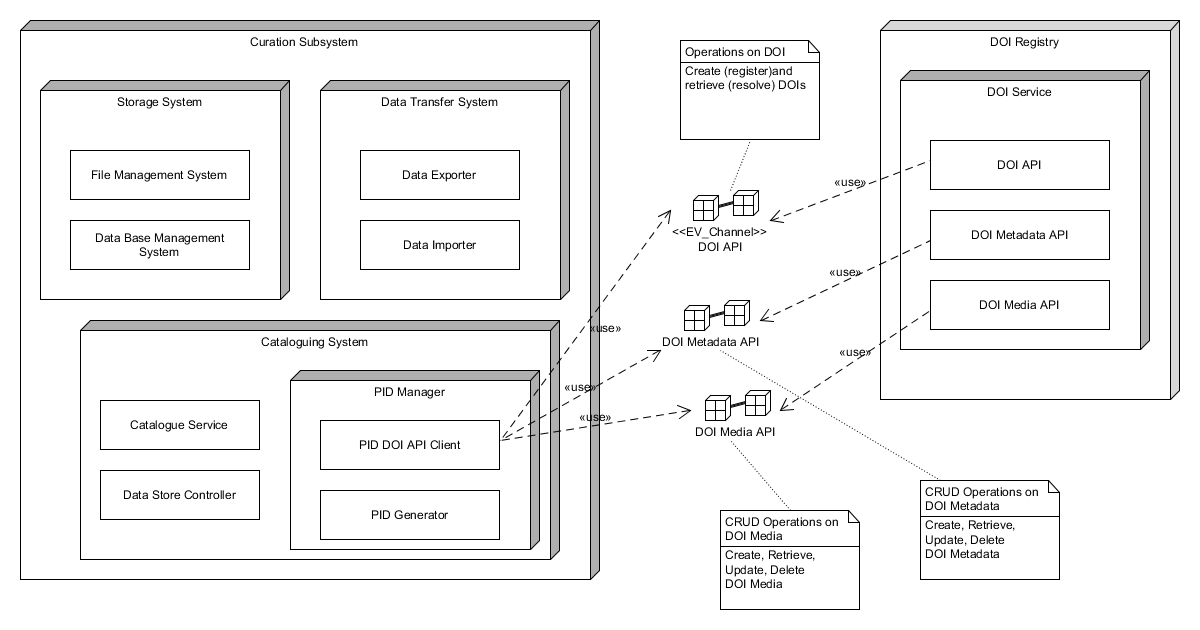 Curation Subsystem
Storage System
File Management System
Data Base Management
System
Data Transfer System
Data Exporter
Data Importer
Cataloguing System
Catalogue Service
Data Store Controller
PID Manager
PID DOI API Client
PID Generator
«use»
«use»
«use»
Operations on DOI
Create (register)and
retrieve (resolve) DOIs
<<EV_Channel>>
DOI API
DOI Metadata API
DOI Media API
«use»
«use»
«use»
DOI Registry
DOI Service
DOI API
DOI Metadata API
DOI Media API
CRUD Operations on
DOI Media
Create, Retrieve,
Update, Delete
DOI Media
CRUD Operations on
DOI Metadata
Create, Retrieve,
Update, Delete
DOI Metadata